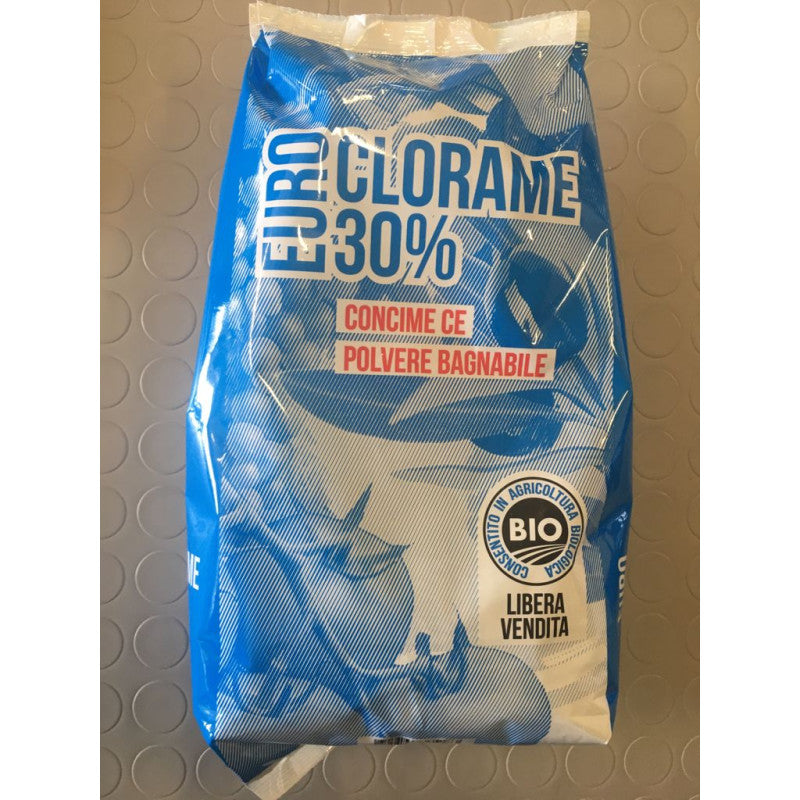 EURO
CLORAME
30%
CONCIME CE
POLVERE BAGNABILE
CONSENTITO IN AGRICOLTURA BIOLOGICA
BIO
LIBERA
VENDITA